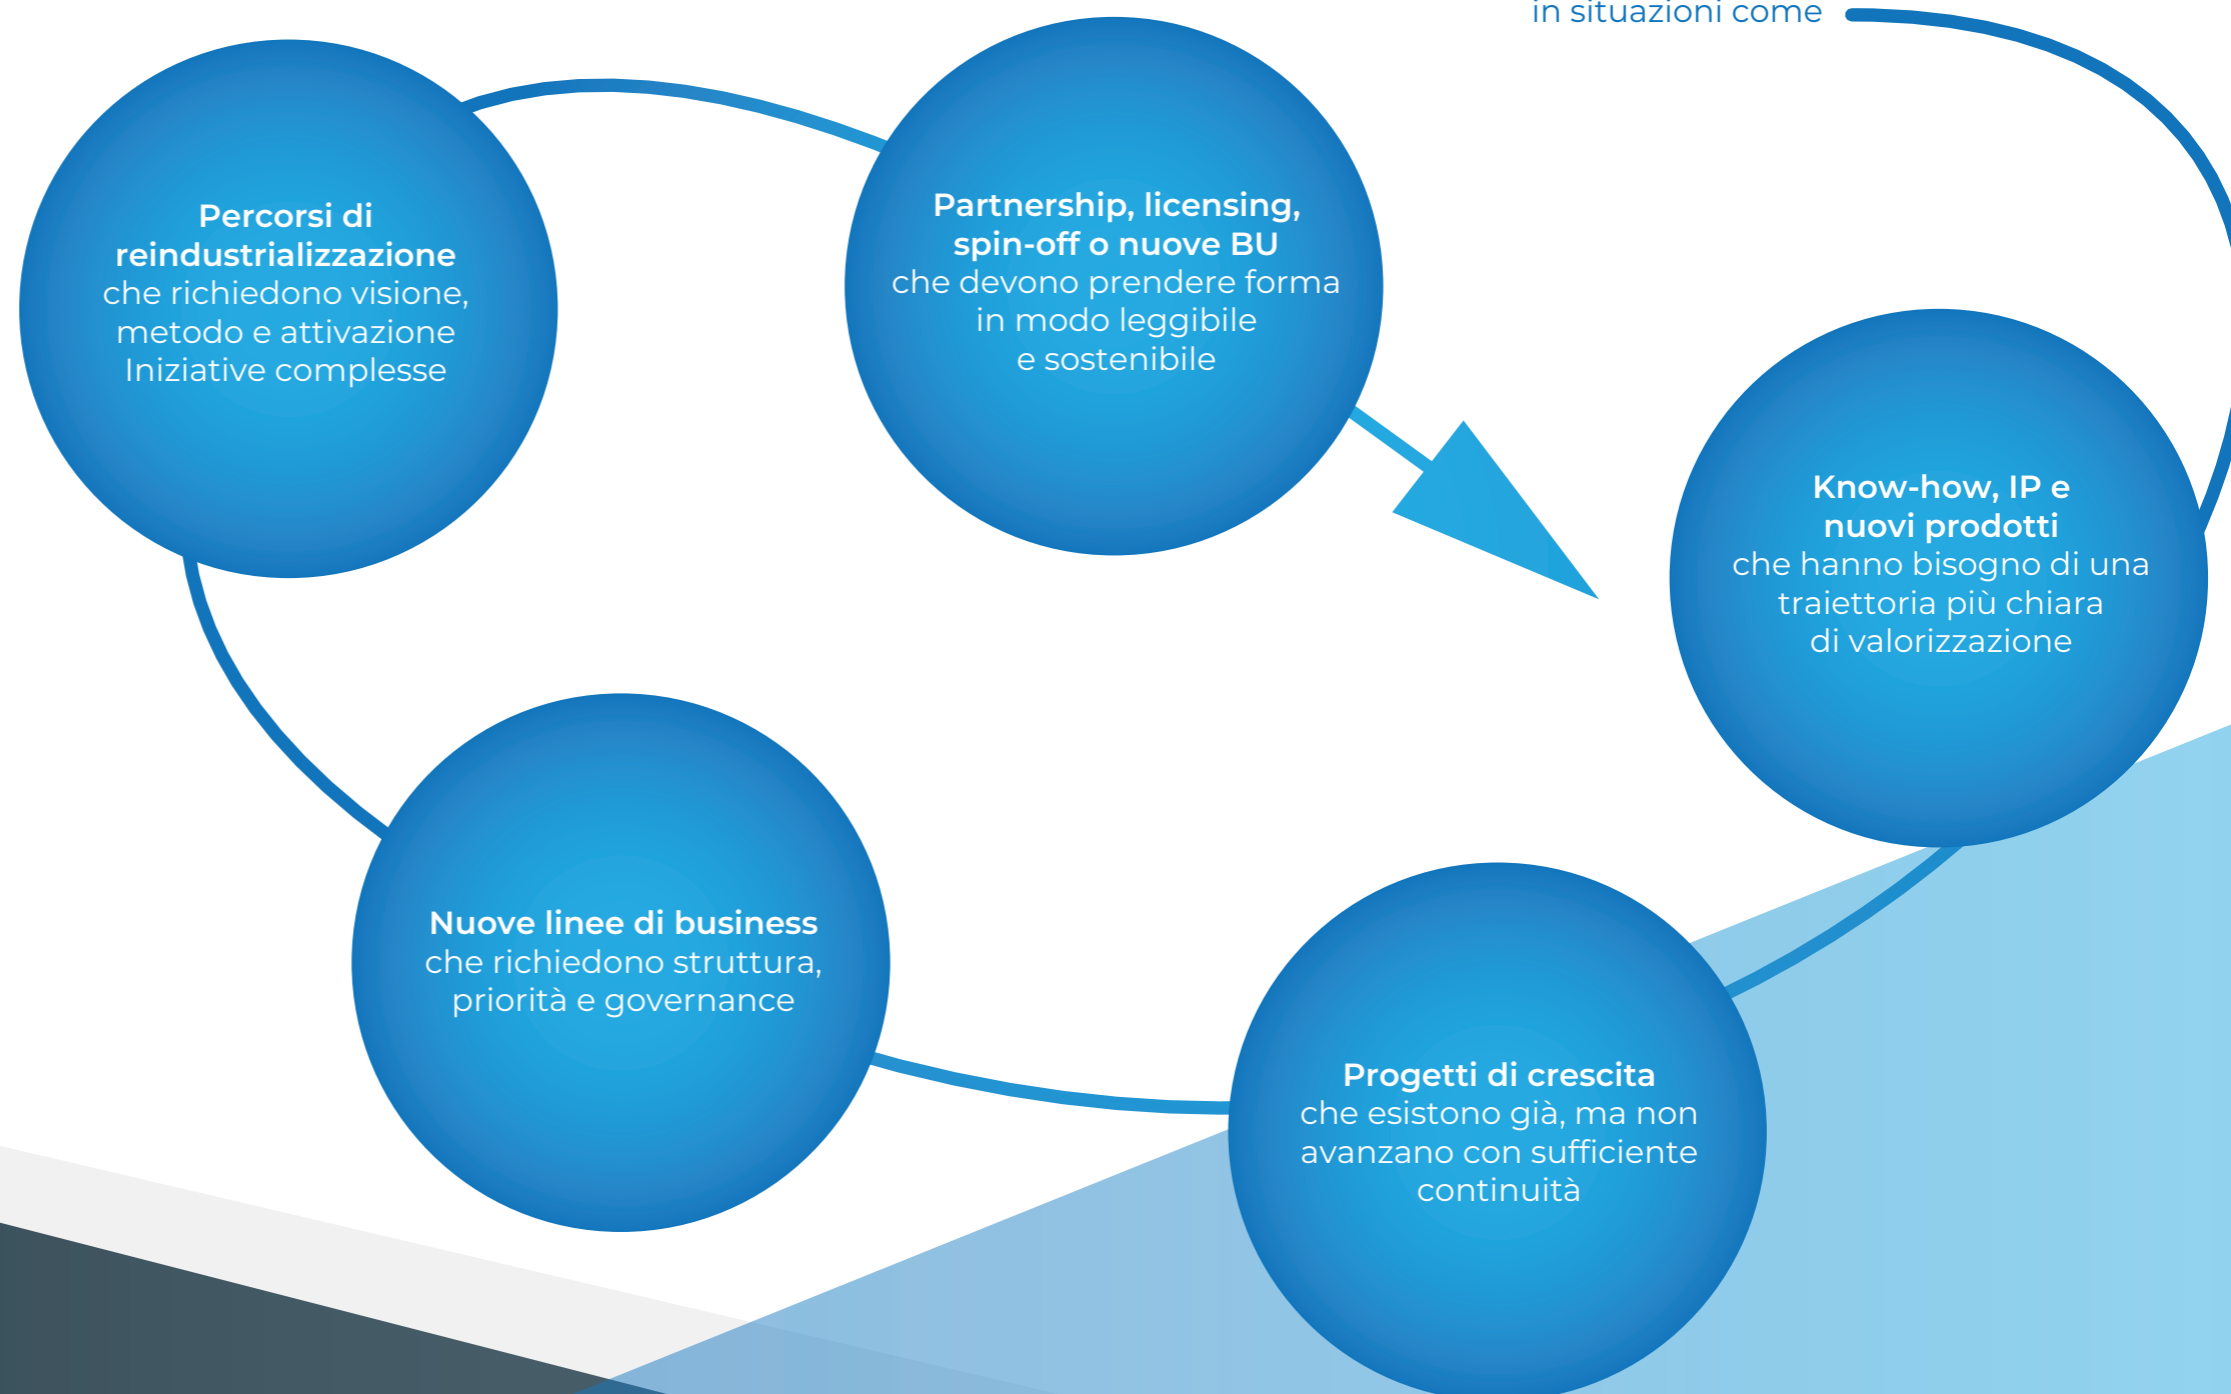 in situazioni come
Percorsi di
reindustrializzazione
che richiedono visione,
metodo e attivazione
Iniziative complesse
Partnership, licensing,
spin-off o nuove BU
che devono prendere forma
in modo leggibile
e sostenibile
Know-how, IP e
nuovi prodotti
che hanno bisogno di una
traiettoria più chiara
di valorizzazione
Nuove linee di business
che richiedono struttura,
priorità e governance
Progetti di crescita
che esistono già, ma non
avanzano con sufficiente
continuità